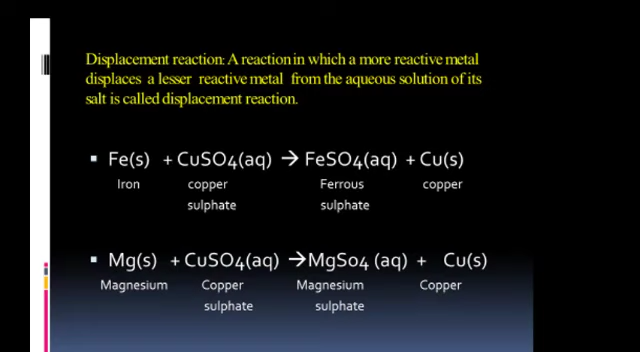 Displacement reaction: A reaction in which a more reactive metal
displaces a lesser reactive metal from the aqueous solution of its
salt is called displacement reaction.
▪ Fe(s) + CuSO4(aq) → FeSO4(aq) + Cu(s)
Iron copper Ferrous copper
sulphate sulphate
▪ Mg(s) + CuSO4(aq) →MgSo4 (aq) + Cu(s)
Magnesium Copper Magnesium Copper
sulphate sulphate